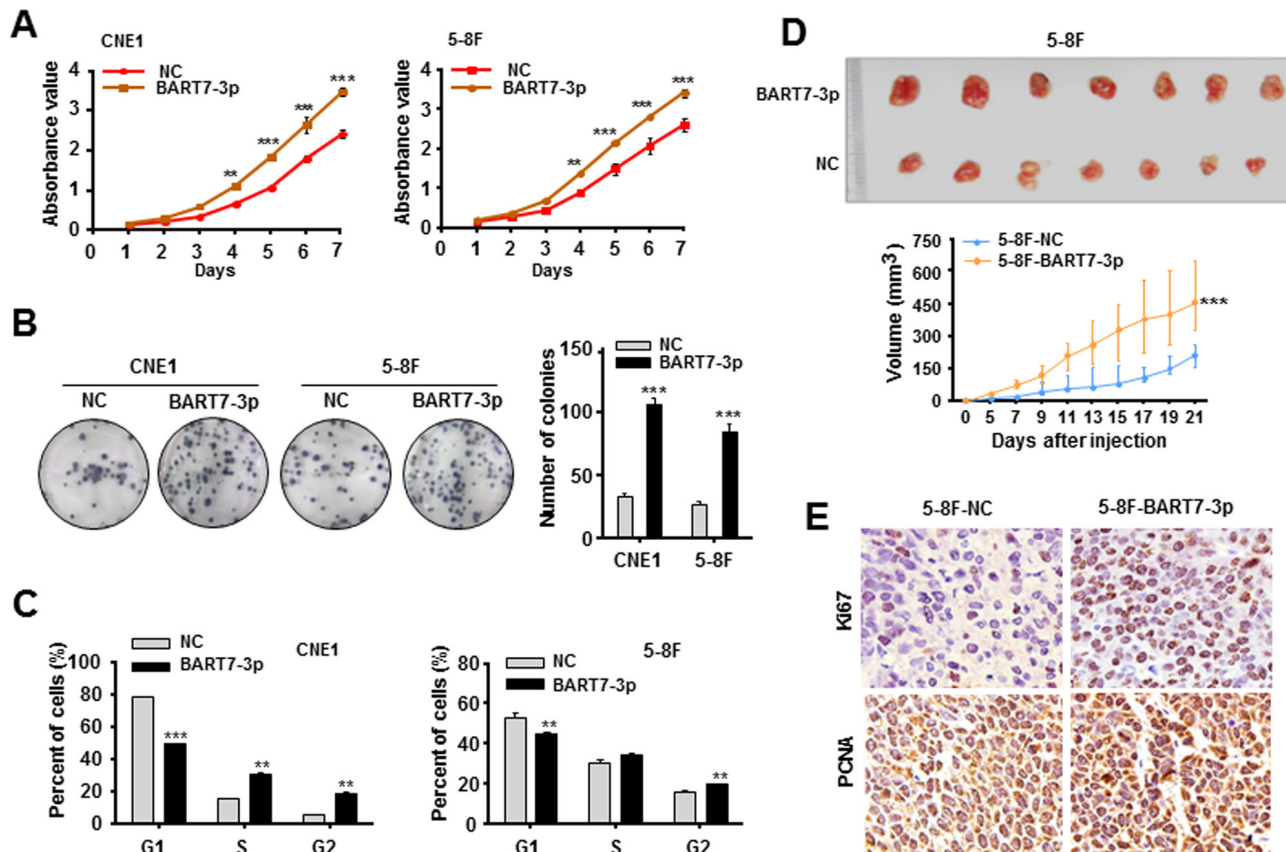 A
CNE1
NC
BART7-3p
Absorbance value
4
3
2
1
0
** *** *** ***
0 1 2 3 4 5 6 7
Days
5-8F
NC
BART7-3p
Absorbance value
4
3
2
1
0
** *** *** ***
0 1 2 3 4 5 6 7
Days
B
CNE1 5-8F
NC BART7-3p NC BART7-3p
NC
BART7-3p
Number of colonies
150
100
50
0
*** ***
CNE1 5-8F
C
NC
BART7-3p
CNE1
Percent of cells (%)
100
80
60
40
20
0
*** ** **
G1 S G2
NC
BART7-3p
5-8F
Percent of cells (%)
80
60
40
20
0
** **
G1 S G2
D
5-8F
BART7-3p
NC
5-8F-NC
5-8F-BART7-3p
Volume (mm³)
750
600
450
300
150
0
***
0 5 7 9 11 13 15 17 19 21
Days after injection
E
5-8F-NC 5-8F-BART7-3p
Ki67
PCNA